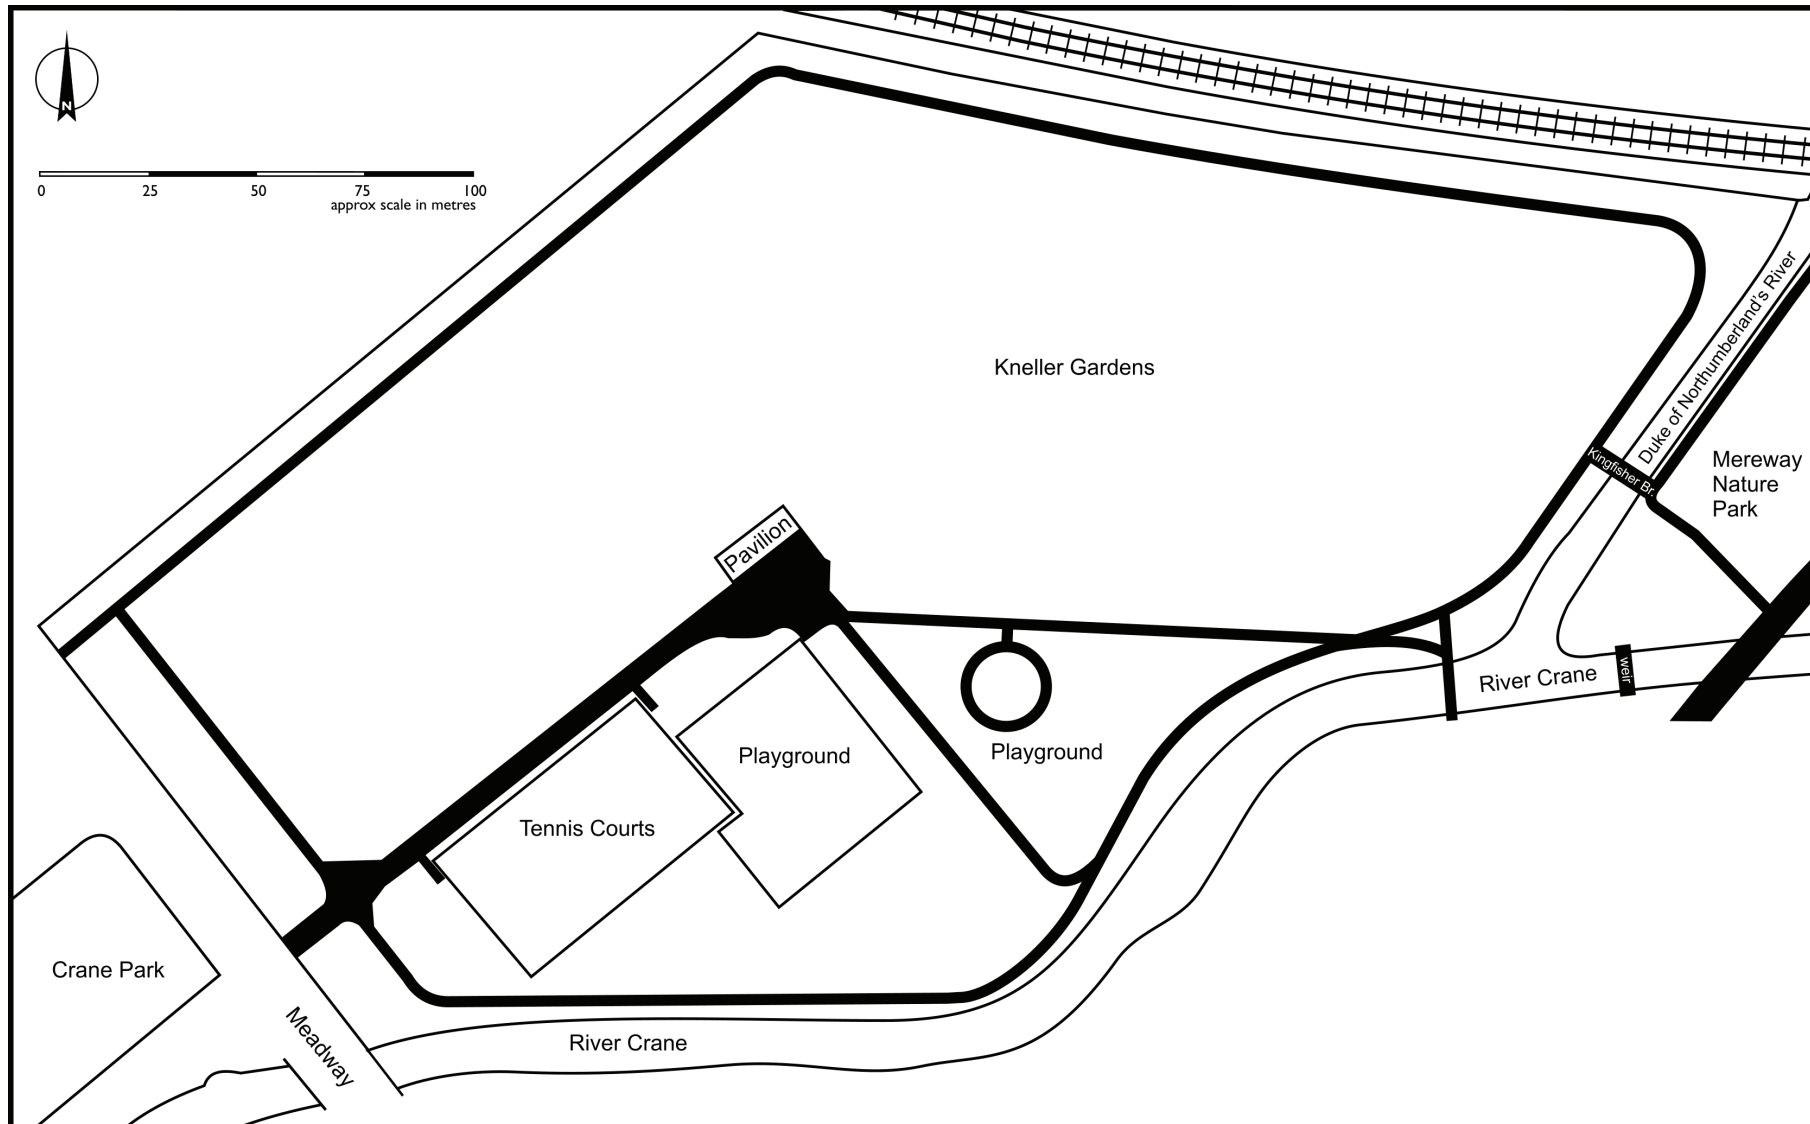 N
0 25 50 75 100
approx scale in metres
Kneller Gardens
Duke of Northumberland's River
Kingfisher Br.
Mereway
Nature
Park
Pavilion
River Crane
weir
Playground
Playground
Tennis Courts
Crane Park
Meadway
River Crane